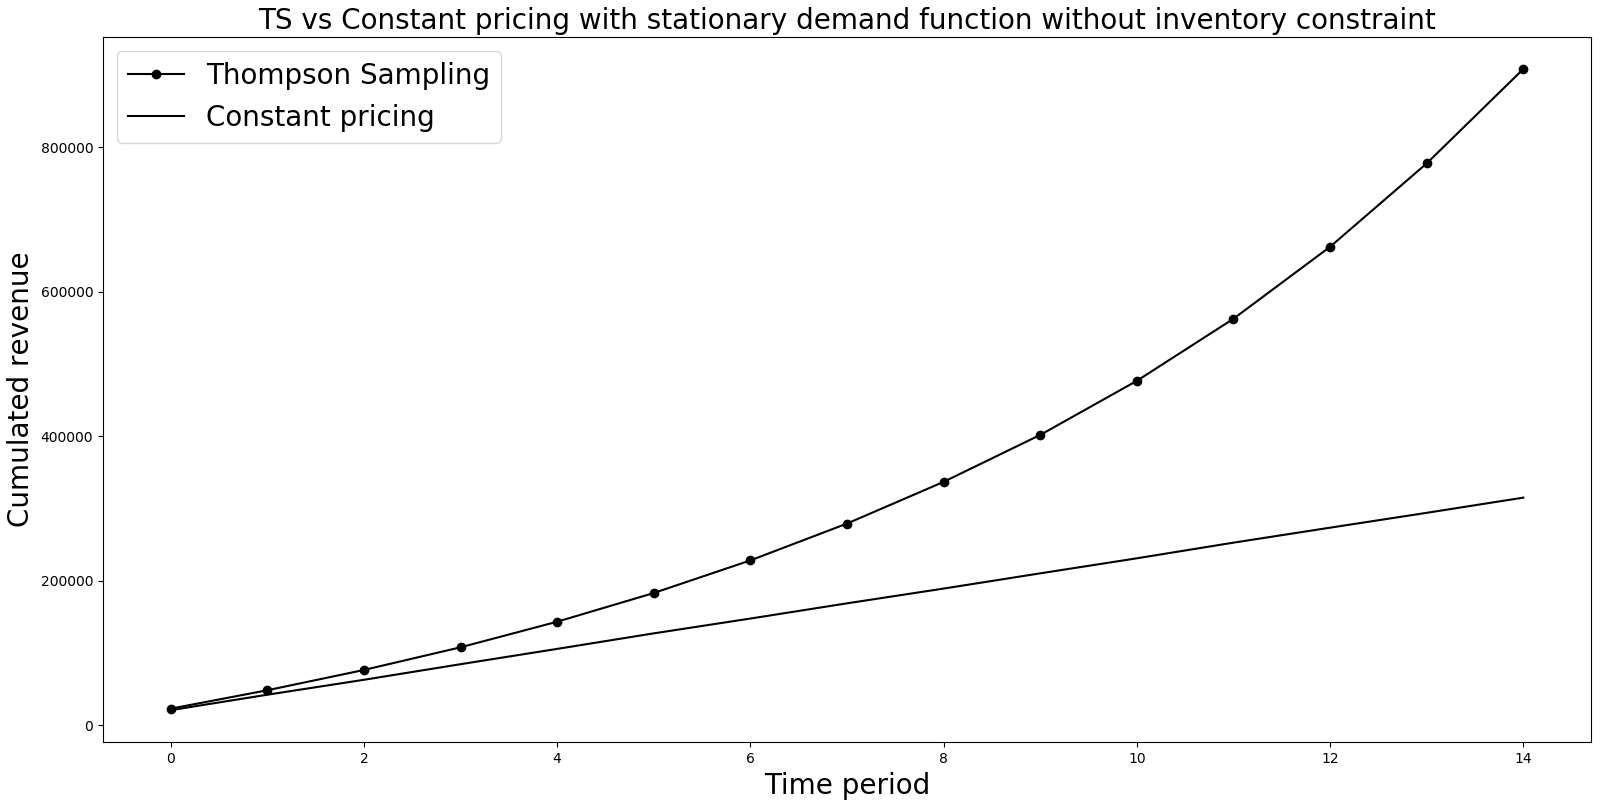 TS vs Constant pricing with stationary demand function without inventory constraint
Thompson Sampling
Constant pricing
Cumulated revenue
800000
600000
400000
200000
0
0 2 4 6 8 10 12 14
Time period